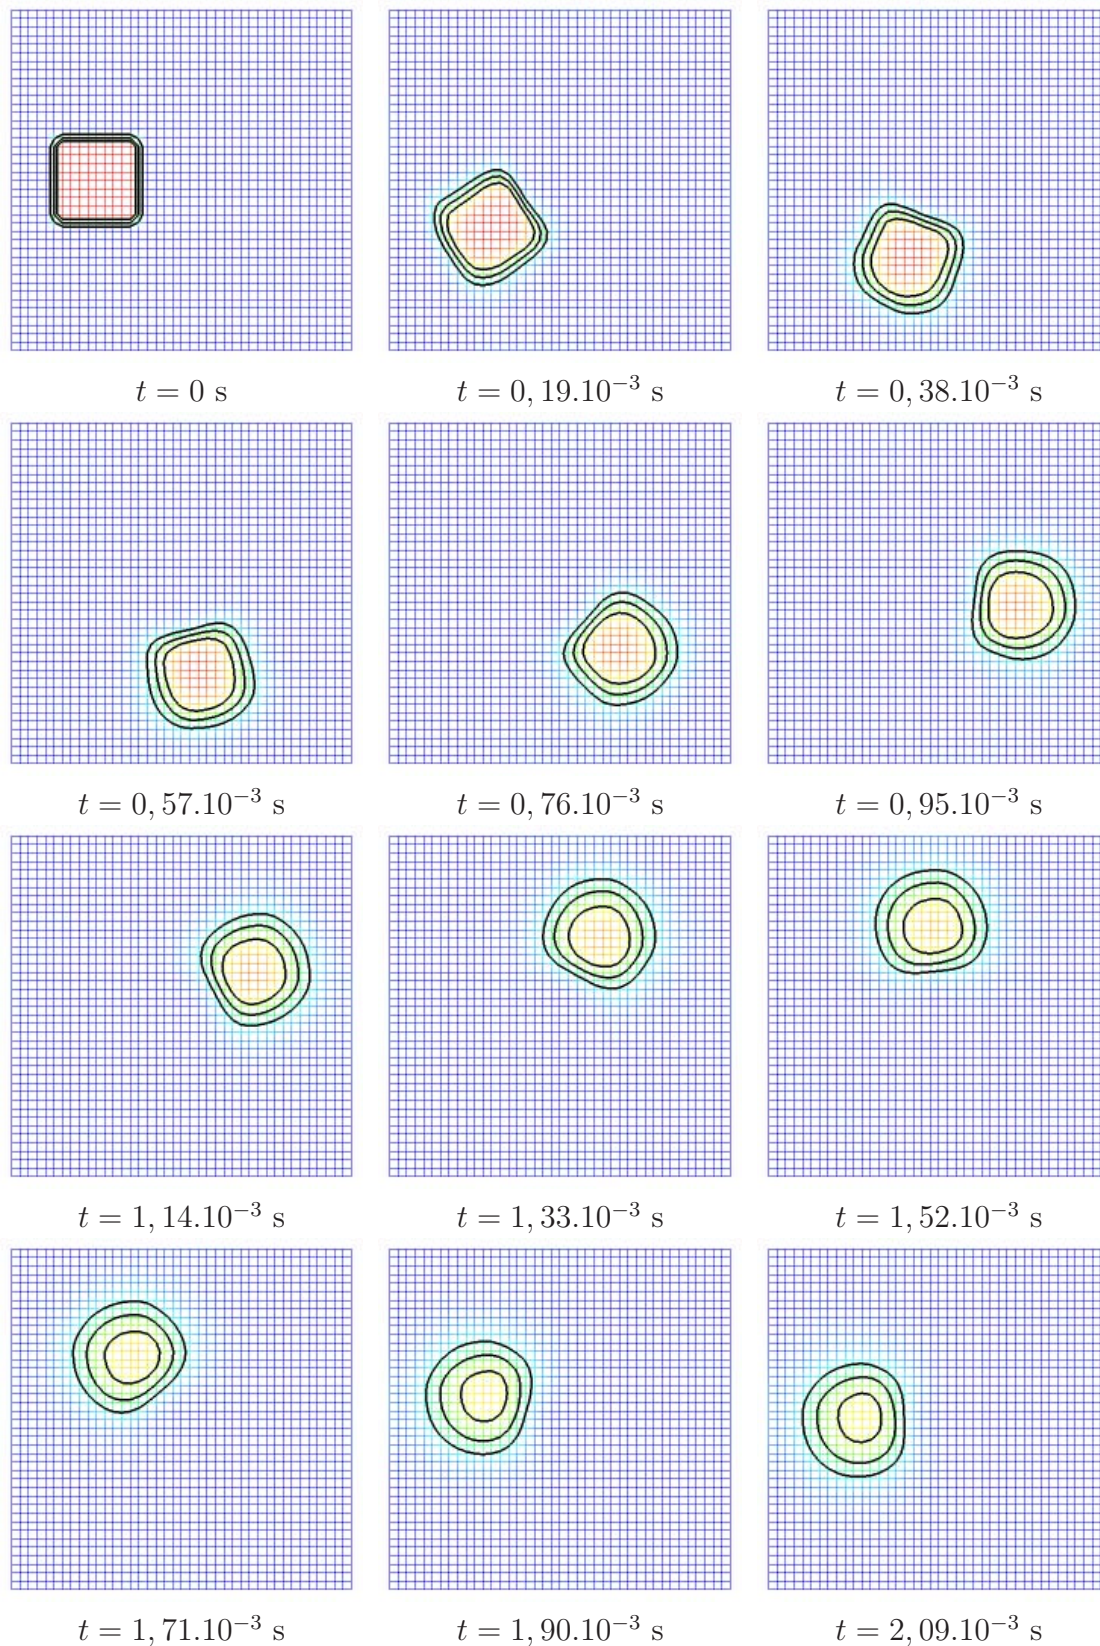 t = 0 s t = 0, 19.10⁻³ s t = 0, 38.10⁻³ s
t = 0, 57.10⁻³ s t = 0, 76.10⁻³ s t = 0, 95.10⁻³ s
t = 1, 14.10⁻³ s t = 1, 33.10⁻³ s t = 1, 52.10⁻³ s
t = 1, 71.10⁻³ s t = 1, 90.10⁻³ s t = 2, 09.10⁻³ s